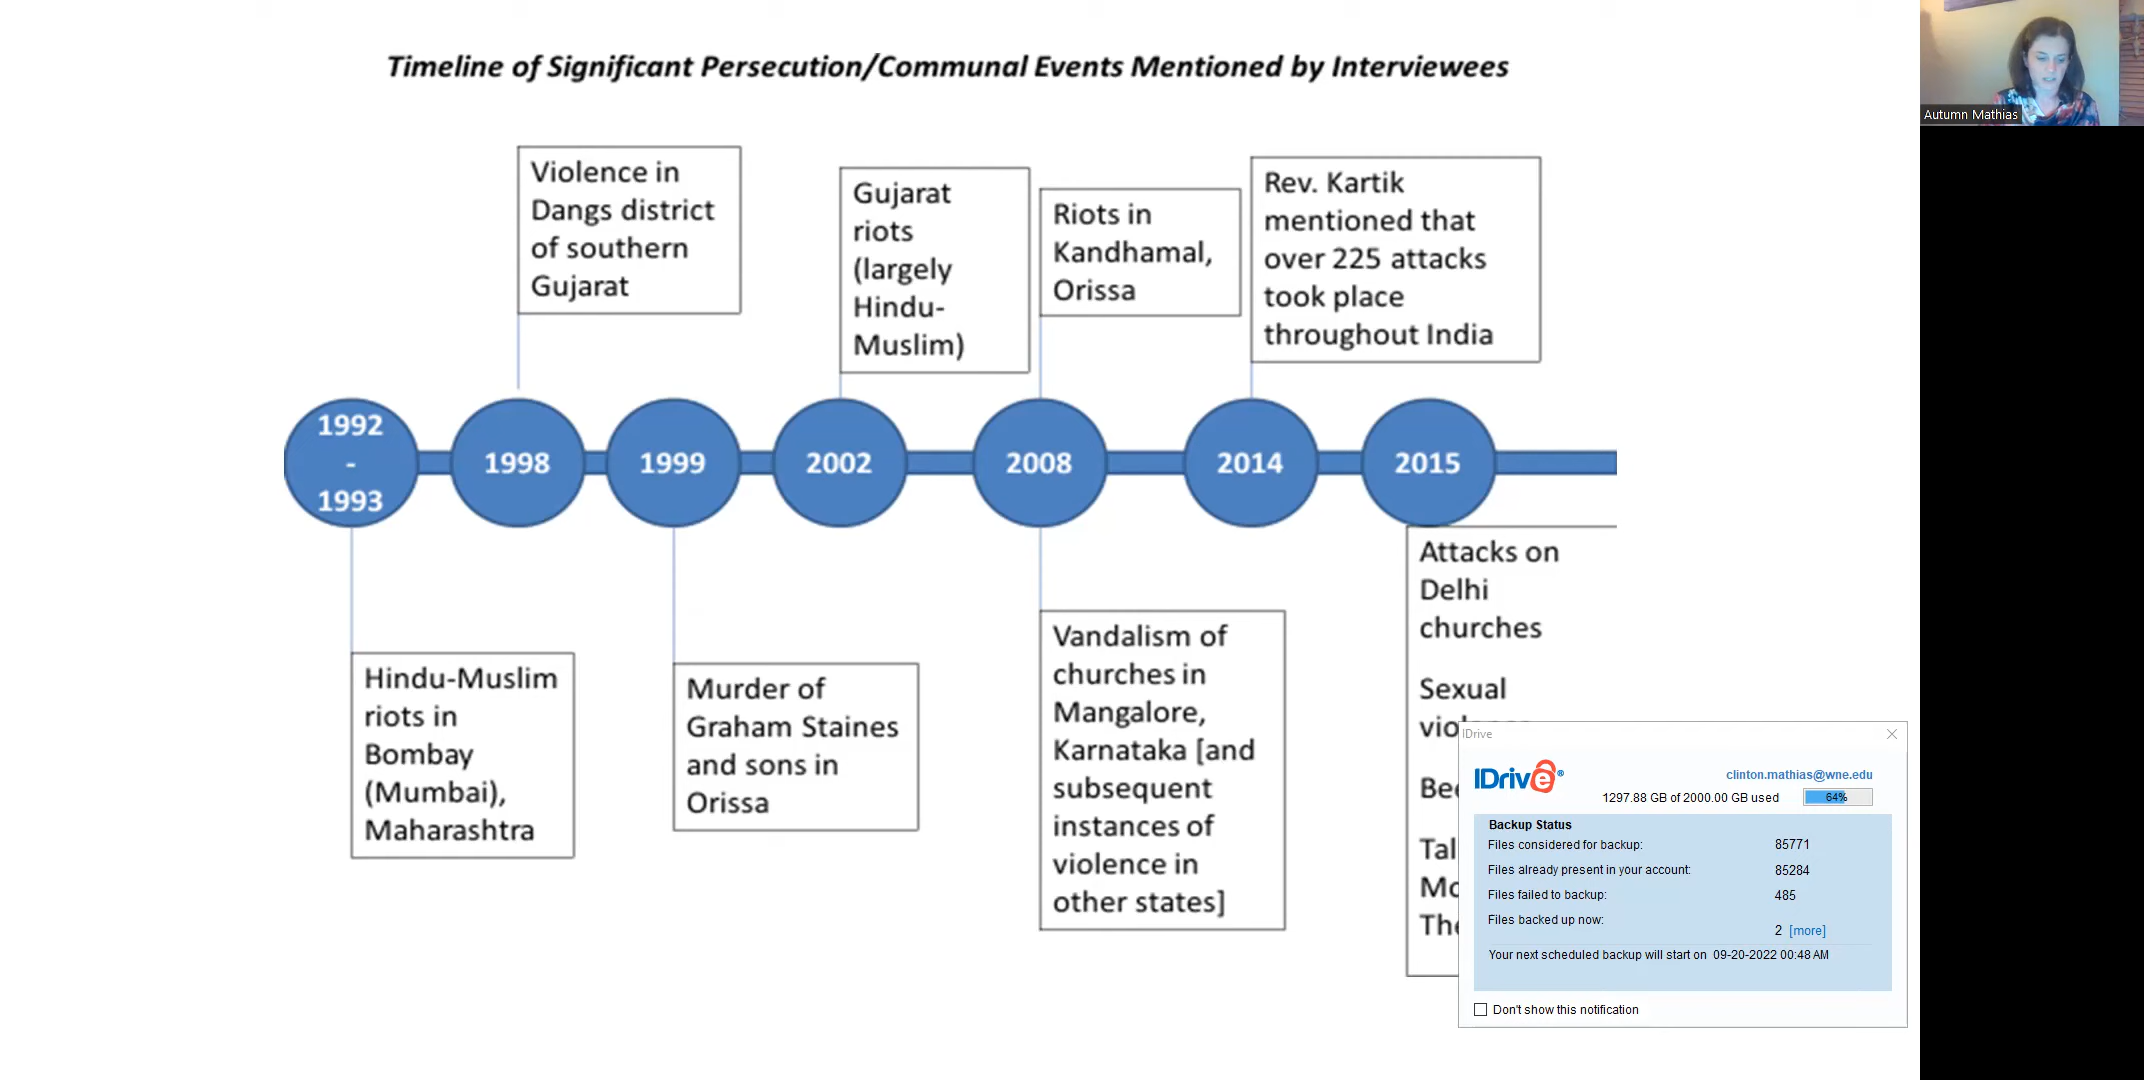 Timeline of Significant Persecution/Communal Events Mentioned by Interviewees
Autumn Mathias
Violence in
Dangs district
of southern
Gujarat
Gujarat
riots
(largely
Hindu-
Muslim)
Riots in
Kandhamal,
Orissa
Rev. Kartik
mentioned that
over 225 attacks
took place
throughout India
1992
-
1993
1998
1999
2002
2008
2014
2015
Hindu-Muslim
riots in
Bombay
(Mumbai),
Maharashtra
Murder of
Graham Staines
and sons in
Orissa
Vandalism of
churches in
Mangalore,
Karnataka [and
subsequent
instances of
violence in
other states]
Attacks on
Delhi
churches
Sexual
IDrive
IDrive®
clinton.mathias@wne.edu
1297.88 GB of 2000.00 GB used
64%
Backup Status
Files considered for backup: 85771
Files already present in your account: 85284
Files failed to backup: 485
Files backed up now:
2 [more]
Your next scheduled backup will start on 09-20-2022 00:48 AM
Don't show this notification